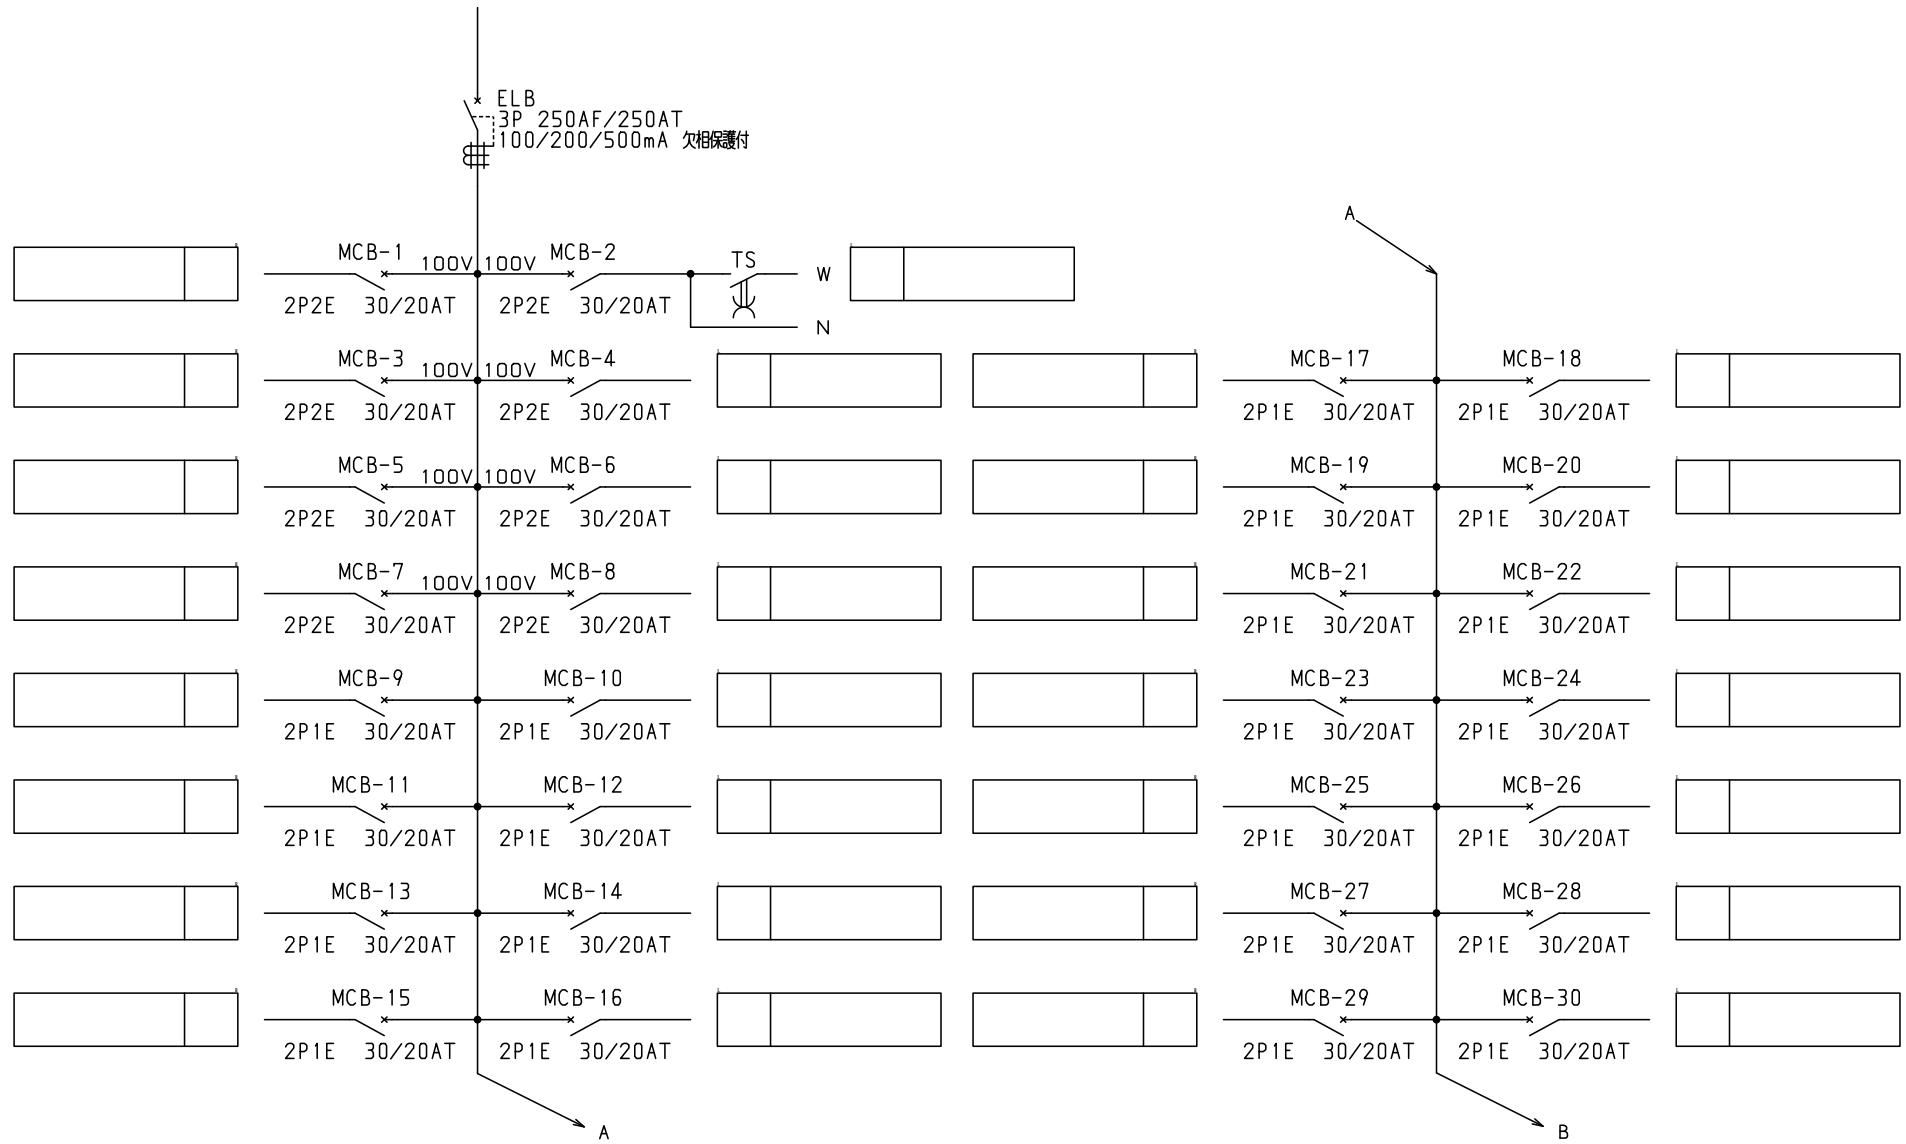 ELB
3P 250AF/250AT
100/200/500mA 欠相保護付
MCB-1 100V 100V MCB-2 TS W
2P2E 30/20AT 2P2E 30/20AT N
MCB-3 100V 100V MCB-4
2P2E 30/20AT 2P2E 30/20AT
MCB-5 100V 100V MCB-6
2P2E 30/20AT 2P2E 30/20AT
MCB-7 100V 100V MCB-8
2P2E 30/20AT 2P2E 30/20AT
MCB-9 MCB-10
2P1E 30/20AT 2P1E 30/20AT
MCB-11 MCB-12
2P1E 30/20AT 2P1E 30/20AT
MCB-13 MCB-14
2P1E 30/20AT 2P1E 30/20AT
MCB-15 MCB-16
2P1E 30/20AT 2P1E 30/20AT
A
A
MCB-17 MCB-18
2P1E 30/20AT 2P1E 30/20AT
MCB-19 MCB-20
2P1E 30/20AT 2P1E 30/20AT
MCB-21 MCB-22
2P1E 30/20AT 2P1E 30/20AT
MCB-23 MCB-24
2P1E 30/20AT 2P1E 30/20AT
MCB-25 MCB-26
2P1E 30/20AT 2P1E 30/20AT
MCB-27 MCB-28
2P1E 30/20AT 2P1E 30/20AT
MCB-29 MCB-30
2P1E 30/20AT 2P1E 30/20AT
B